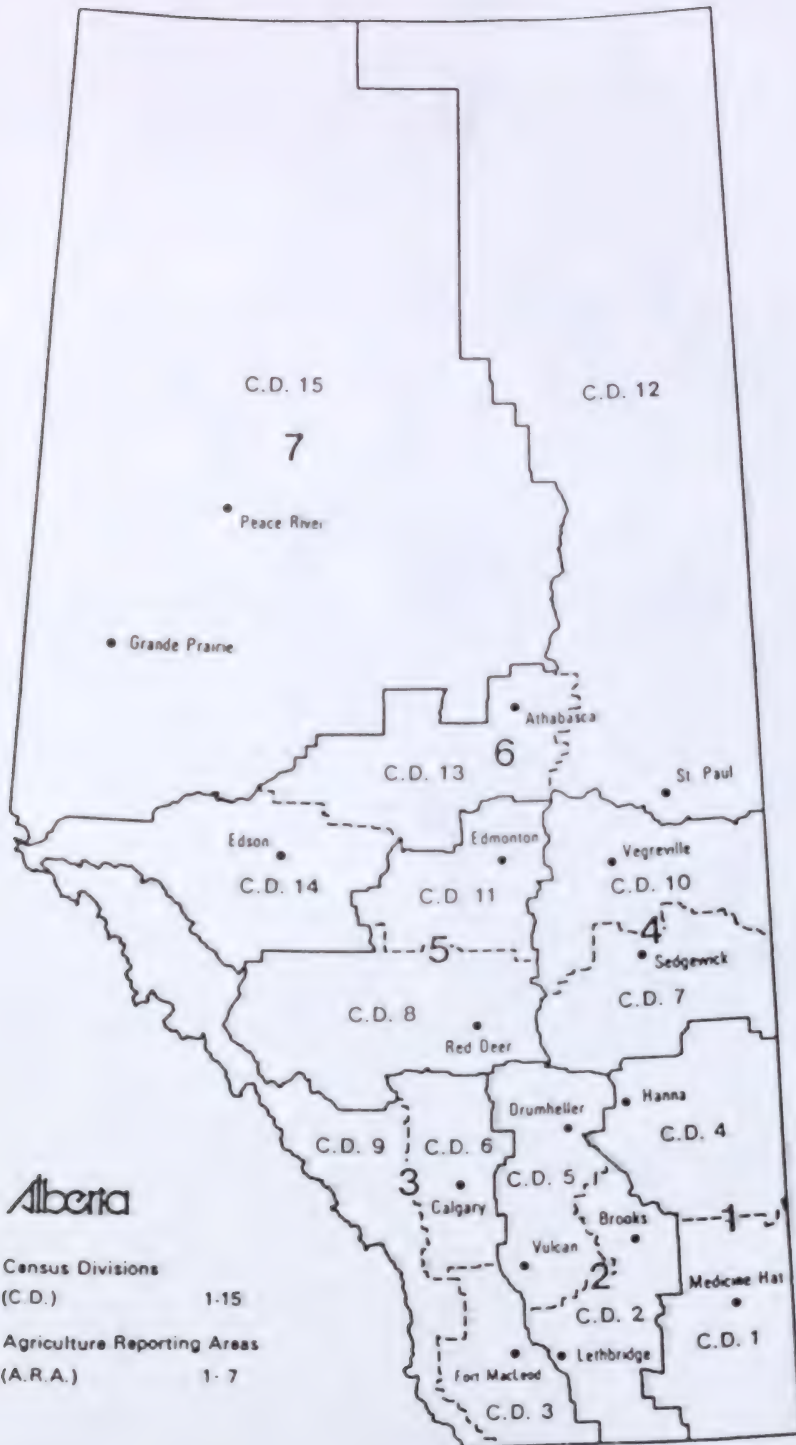 C.D. 15
C.D. 12
7
Peace River
Grande Prairie
Athabasca
6
C.D. 13
St. Paul
Edson
Edmonton
Vegreville
C.D. 14
C.D. 11
C.D. 10
4
5
Sedgewick
C.D. 7
C.D. 8
Red Deer
Hanna
Drumheller
C.D. 9
C.D. 6
C.D. 4
3
C.D. 5
Calgary
Brooks
1
Vulcan
2
Medicine Hat
C.D. 2
C.D. 1
Fort MacLeod
Lethbridge
C.D. 3
Alberta
Census Divisions
(C.D.) 1-15
Agriculture Reporting Areas
(A.R.A.) 1-7